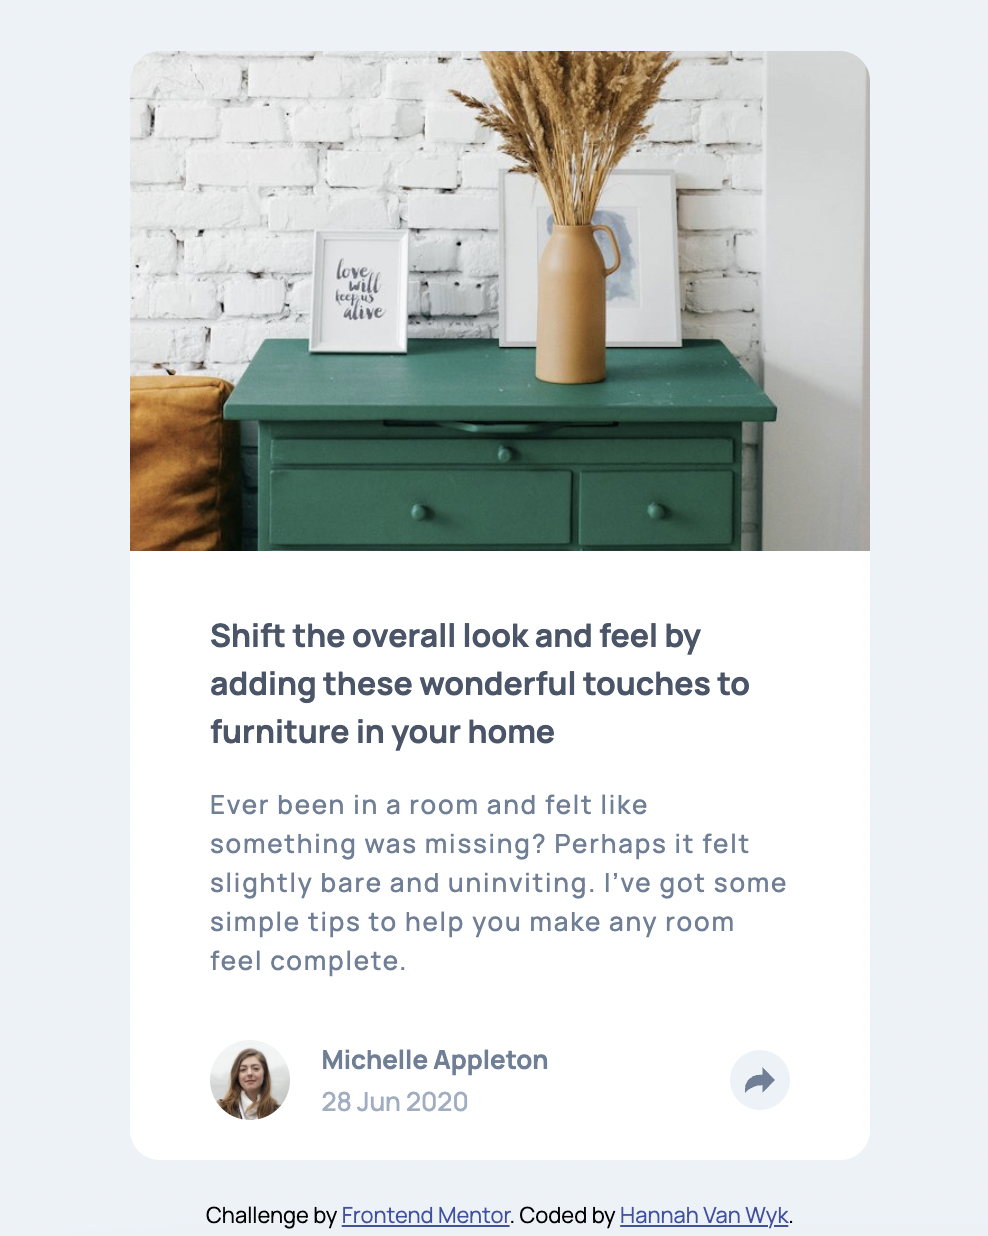 love
will
keep us
alive
Shift the overall look and feel by
adding these wonderful touches to
furniture in your home
Ever been in a room and felt like
something was missing? Perhaps it felt
slightly bare and uninviting. I’ve got some
simple tips to help you make any room
feel complete.
Michelle Appleton
28 Jun 2020
Challenge by Frontend Mentor. Coded by Hannah Van Wyk.